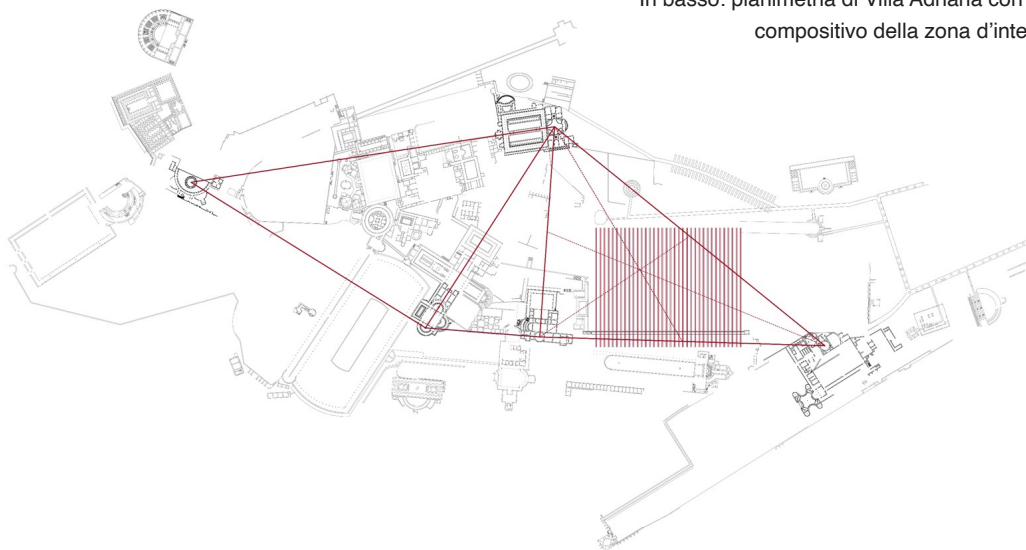 In basso: planimetria di Villa Adriana con
compositivo della zona d'inte